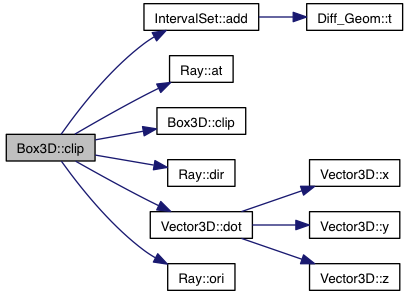 IntervalSet::add
Diff_Geom::t
Ray::at
Box3D::clip
Box3D::clip
Ray::dir
Vector3D::x
Vector3D::dot
Vector3D::y
Ray::ori
Vector3D::z